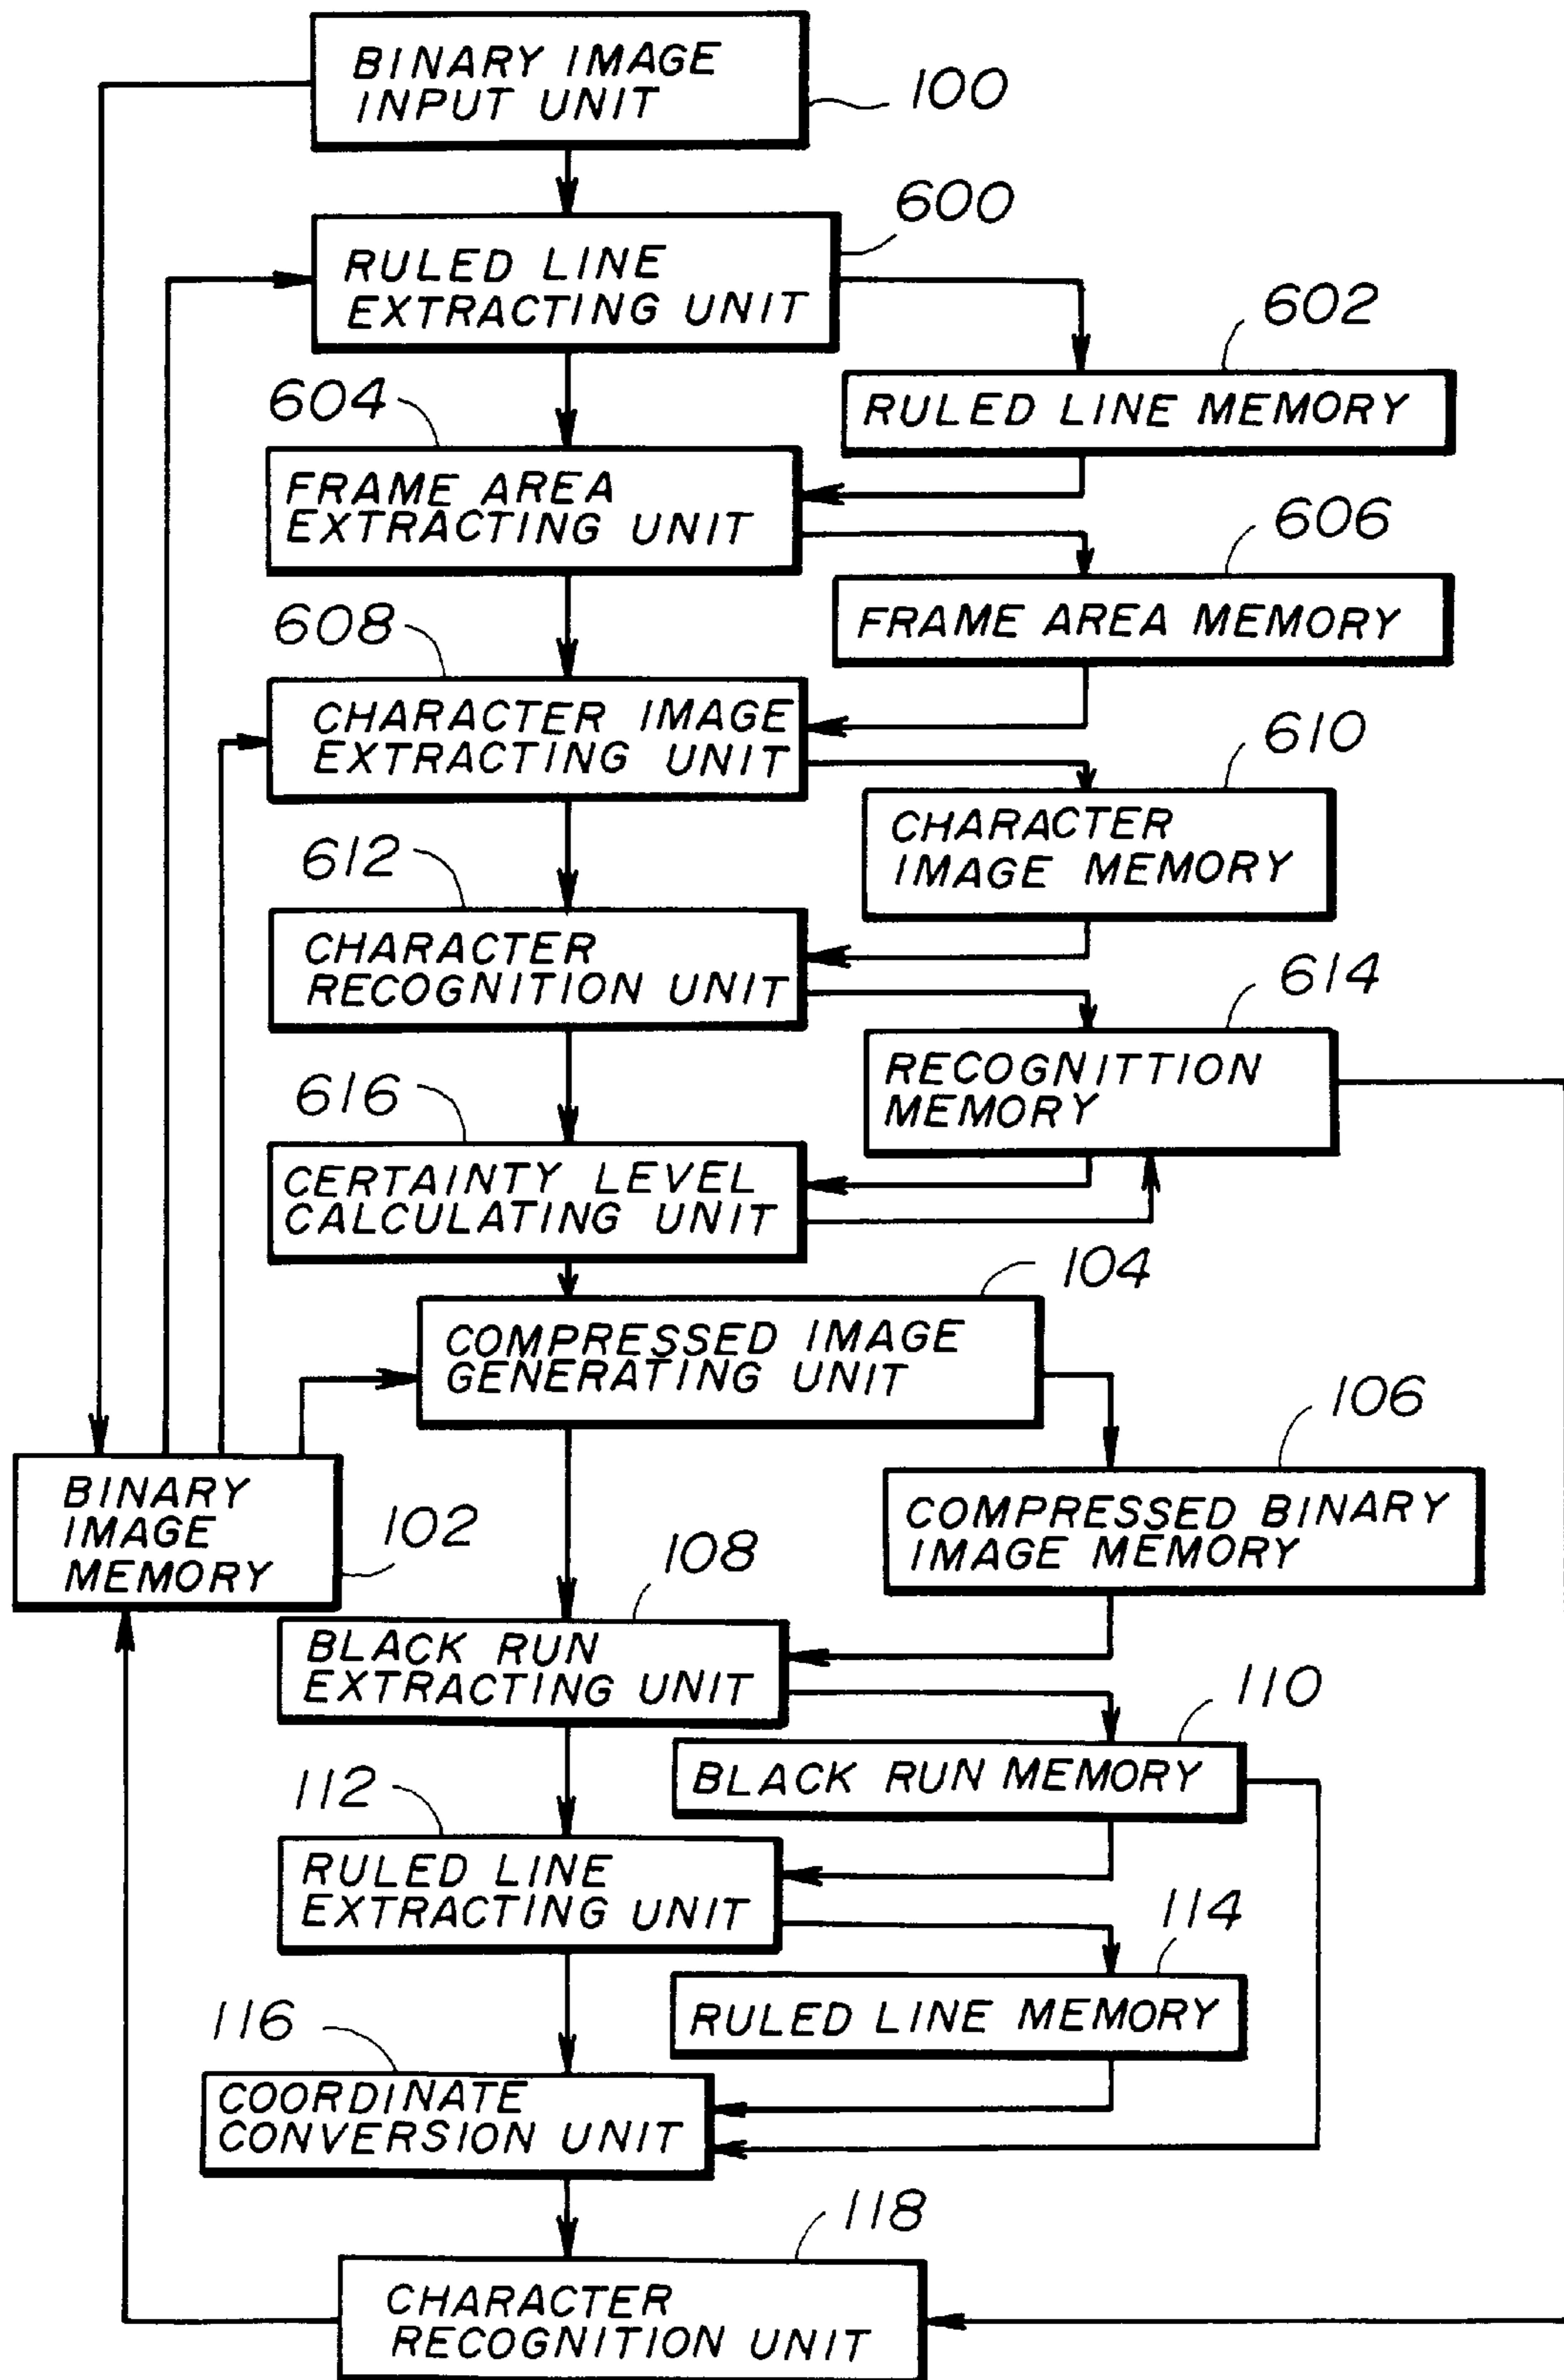 BINARY IMAGE
INPUT UNIT
100
600
RULED LINE
EXTRACTING UNIT
602
RULED LINE MEMORY
604
FRAME AREA
EXTRACTING UNIT
606
FRAME AREA MEMORY
608
CHARACTER IMAGE
EXTRACTING UNIT
610
CHARACTER
IMAGE MEMORY
612
CHARACTER
RECOGNITION UNIT
614
RECOGNITTION
MEMORY
616
CERTAINTY LEVEL
CALCULATING UNIT
104
COMPRESSED IMAGE
GENERATING UNIT
106
COMPRESSED BINARY
IMAGE MEMORY
BINARY
IMAGE
MEMORY
102
108
BLACK RUN
EXTRACTING UNIT
110
BLACK RUN MEMORY
112
RULED LINE
EXTRACTING UNIT
114
RULED LINE MEMORY
116
COORDINATE
CONVERSION UNIT
118
CHARACTER
RECOGNITION UNIT